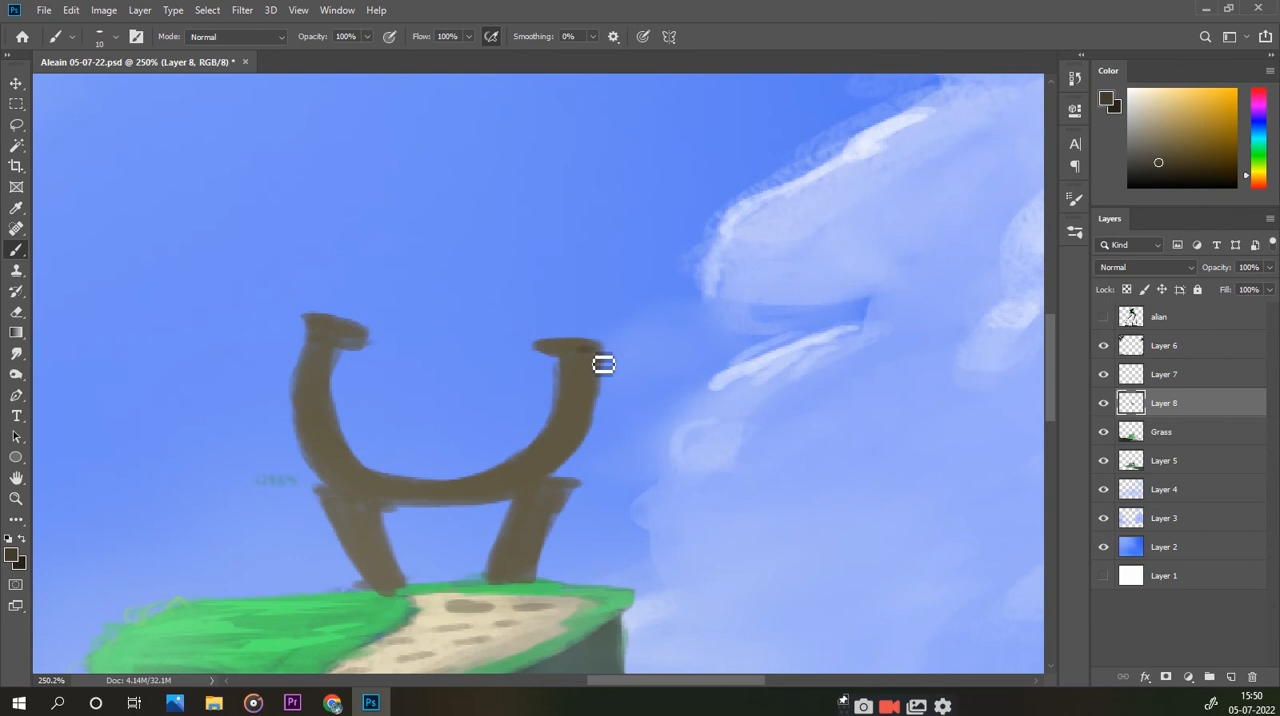 Ps File Edit Image Layer Type Select Filter 3D View Window Help
10 Mode: Normal Opacity: 100% Flow: 100% Smoothing: 0%
Aleain 05-07-22.psd @ 250% (Layer 8, RGB/8) *
Color
Layers
Kind
Normal Opacity: 100%
Lock: Fill: 100%
alian
Layer 6
Layer 7
Layer 8
Grass
Layer 5
Layer 4
Layer 3
Layer 2
Layer 1
250.2% Doc: 4.14M/32.1M
Pr Ps
15:50
05-07-2022